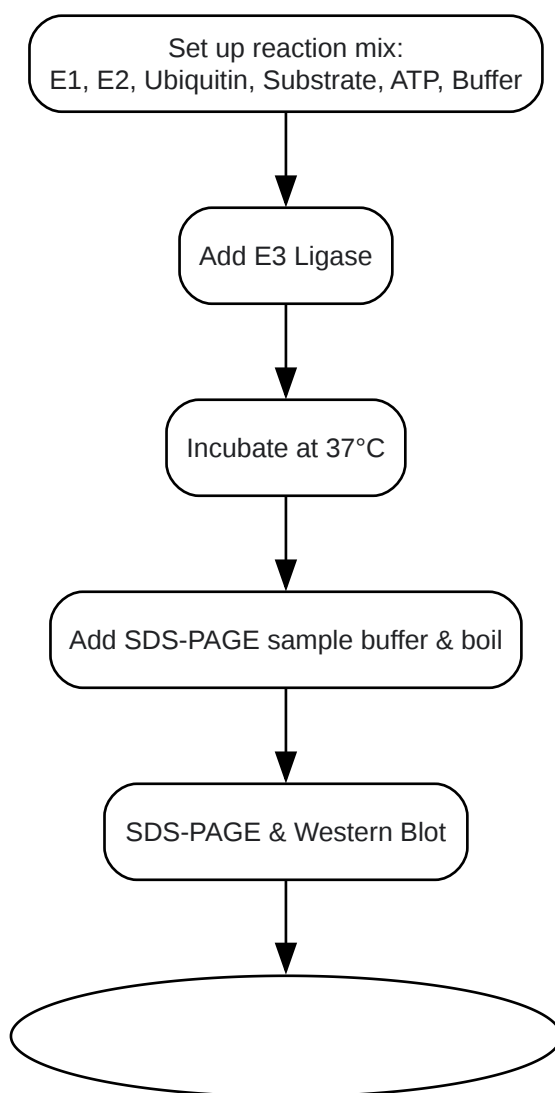 Set up reaction mix:
E1, E2, Ubiquitin, Substrate, ATP, Buffer
Add E3 Ligase
Incubate at 37°C
Add SDS-PAGE sample buffer & boil
SDS-PAGE & Western Blot